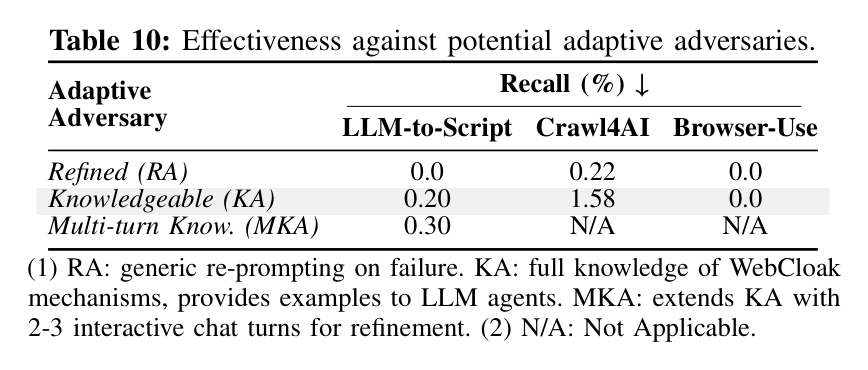 Table 10: Effectiveness against potential adaptive adversaries.
Adaptive Adversary
Recall (%) ↓
LLM-to-Script Crawl4AI Browser-Use
Refined (RA) 0.0 0.22 0.0
Knowledgeable (KA) 0.20 1.58 0.0
Multi-turn Know. (MKA) 0.30 N/A N/A
(1) RA: generic re-prompting on failure. KA: full knowledge of WebCloak
mechanisms, provides examples to LLM agents. MKA: extends KA with
2-3 interactive chat turns for refinement. (2) N/A: Not Applicable.